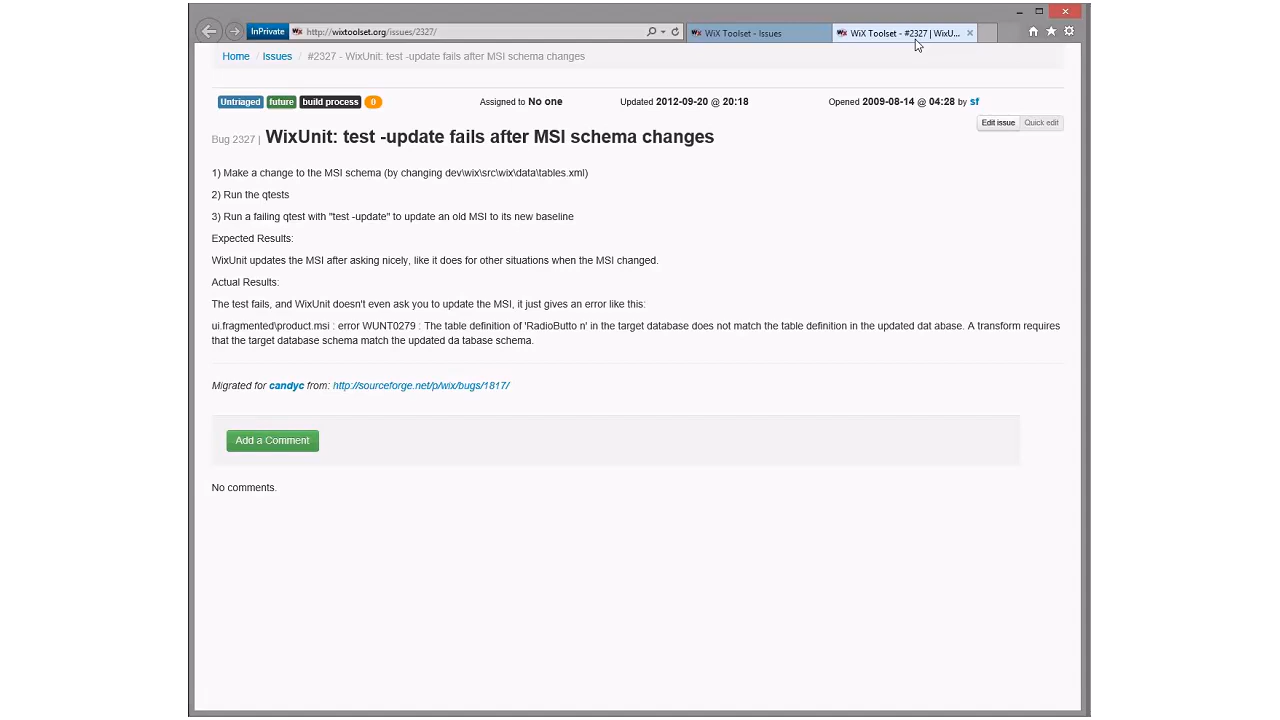 InPrivate
http://wixtoolset.org/issues/2327/
WiX Toolset - Issues
WiX Toolset - #2327 | WixU...
Home / Issues / #2327 - WixUnit: test -update fails after MSI schema changes
Untriaged future build process 0
Assigned to No one
Updated 2012-09-20 @ 20:18
Opened 2009-08-14 @ 04:28 by sf
Edit issue Quick edit
Bug 2327 | WixUnit: test -update fails after MSI schema changes
1) Make a change to the MSI schema (by changing dev\wix\src\wix\data\tables.xml)
2) Run the qtests
3) Run a failing qtest with "test -update" to update an old MSI to its new baseline
Expected Results:
WixUnit updates the MSI after asking nicely, like it does for other situations when the MSI changed.
Actual Results:
The test fails, and WixUnit doesn't even ask you to update the MSI, it just gives an error like this:
ui.fragmented\product.msi : error WUNT0279 : The table definition of 'RadioButto n' in the target database does not match the table definition in the updated dat abase. A transform requires
that the target database schema match the updated da tabase schema.
Migrated for candyc from: http://sourceforge.net/p/wix/bugs/1817/
Add a Comment
No comments.